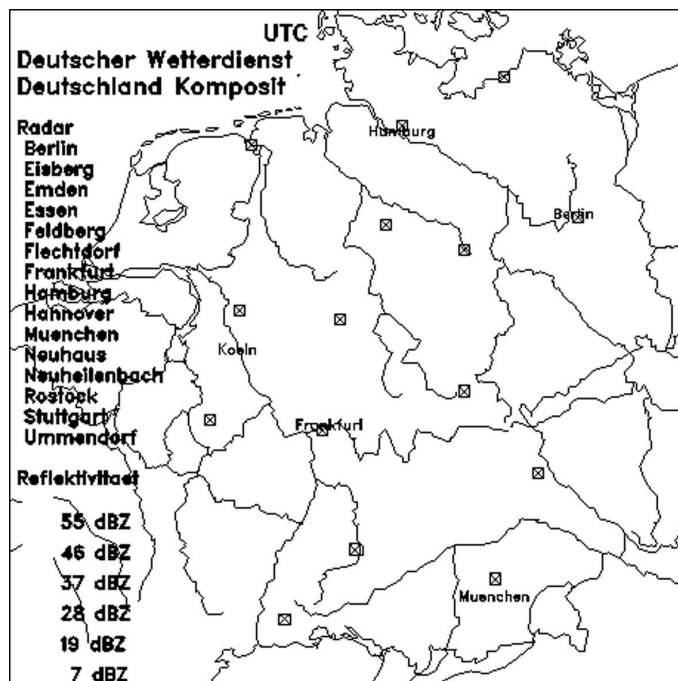 UTC
Deutscher Wetterdienst
Deutschland Komposit
Radar
Berlin
Eisberg
Emden
Essen
Feldberg
Flechtdorf
Frankfurt
Hamburg
Hannover
Muenchen
Neuhaus
Neuheilenbach
Rostock
Stuttgart
Ummendorf
Reflektivitaet
55 dBZ
46 dBZ
37 dBZ
28 dBZ
19 dBZ
7 dBZ
Hamburg
Berlin
Koeln
Frankfurt
Muenchen